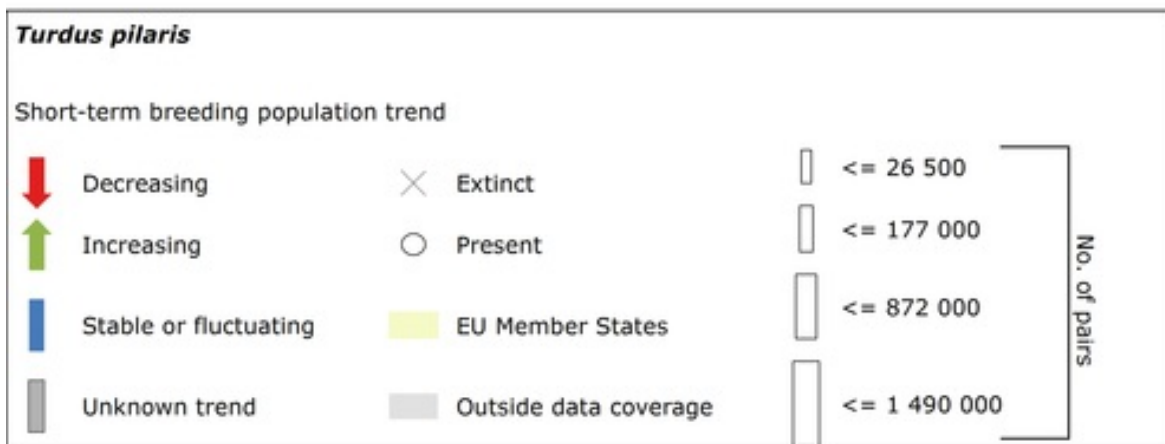 Turdus pilaris
Short-term breeding population trend
Decreasing
Increasing
Stable or fluctuating
Unknown trend
Extinct
Present
EU Member States
Outside data coverage
<= 26 500
<= 177 000
<= 872 000
<= 1 490 000
No. of pairs